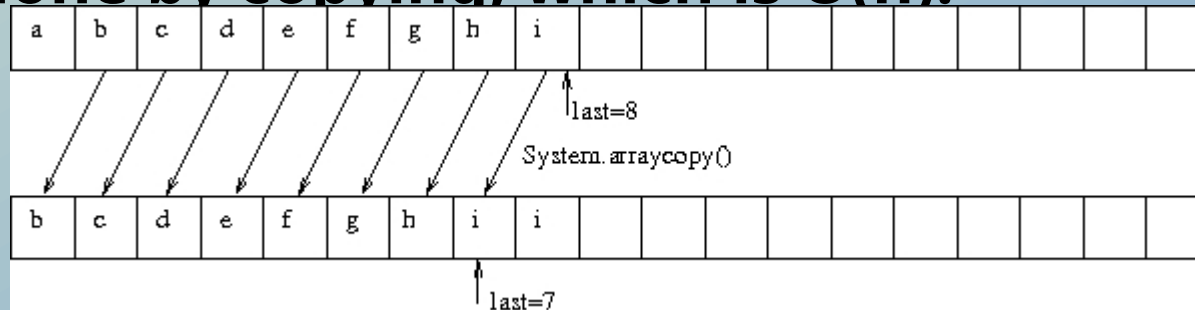 one by copying, which is O(n).
a b c d e f g h i
last=8
System.arraycopy()
b c d e f g h i i
last=7